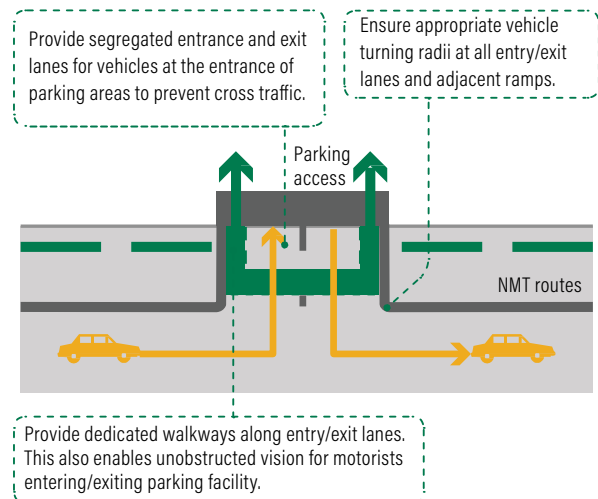 Provide segregated entrance and exit
lanes for vehicles at the entrance of
parking areas to prevent cross traffic.
Ensure appropriate vehicle
turning radii at all entry/exit
lanes and adjacent ramps.
Parking
access
NMT routes
Provide dedicated walkways along entry/exit lanes.
This also enables unobstructed vision for motorists
entering/exiting parking facility.